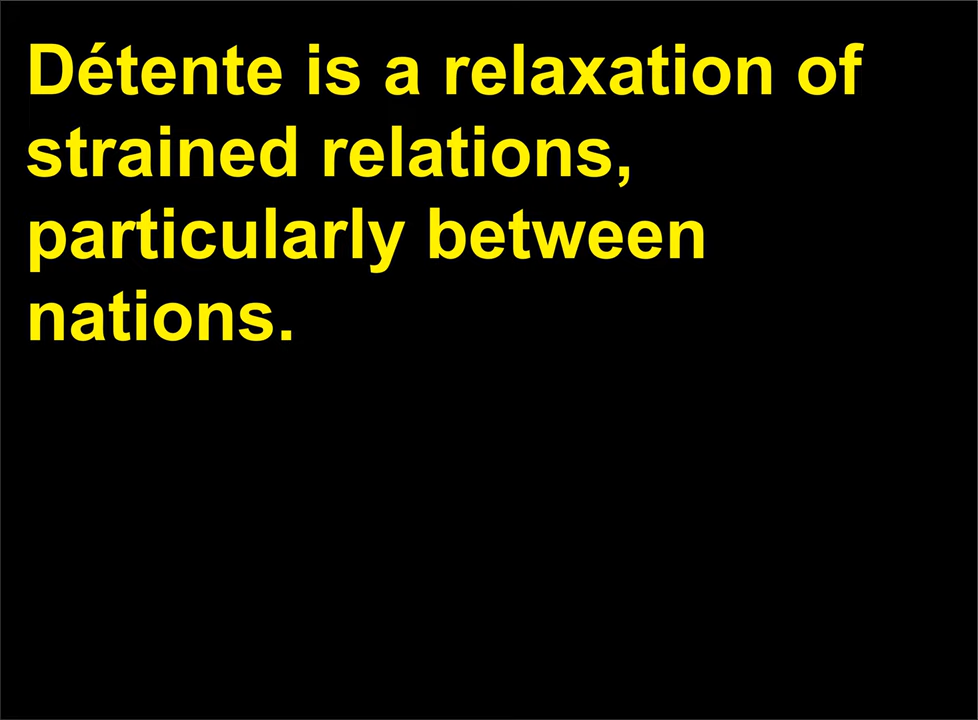 Détente is a relaxation of
strained relations,
particularly between
nations.